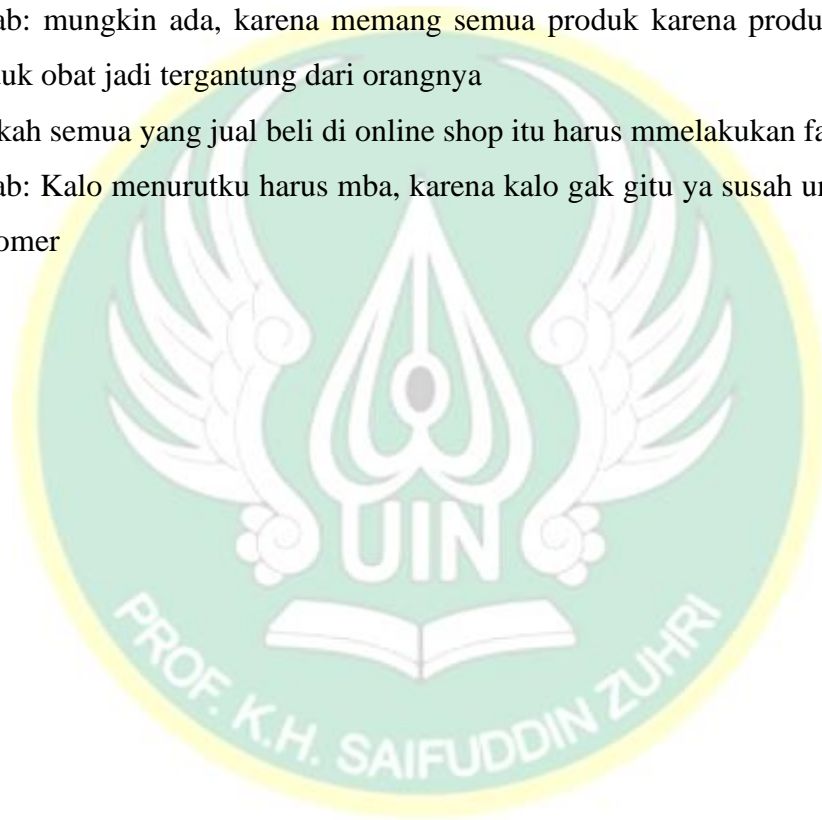 ab: mungkin ada, karena memang semua produk karena produ
uk obat jadi tergantung dari orangnya
kah semua yang jual beli di online shop itu harus mmelakukan fa
ab: Kalo menurutku harus mba, karena kalo gak gitu ya susah u
omer
UIN
PROF. K.H. SAIFUDDIN ZUHRI